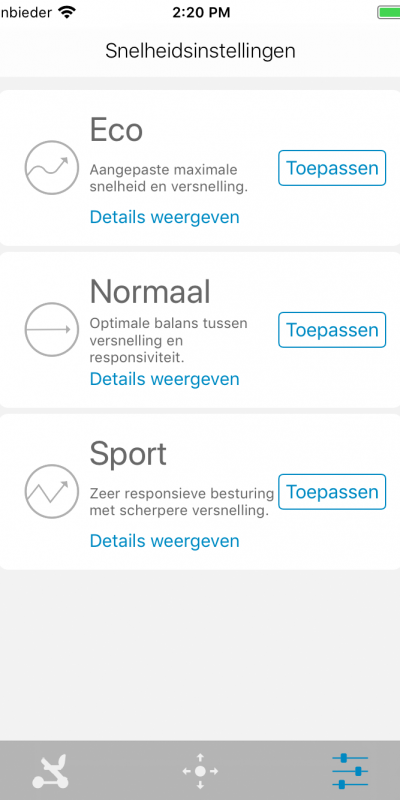 nbieder 2:20 PM
Snelheidsinstellingen
Eco
Aangepaste maximale
snelheid en versnelling.
Toepassen
Details weergeven
Normaal
Optimale balans tussen
versnelling en
responsiviteit.
Toepassen
Details weergeven
Sport
Zeer responsieve besturing
met scherpere versnelling.
Toepassen
Details weergeven